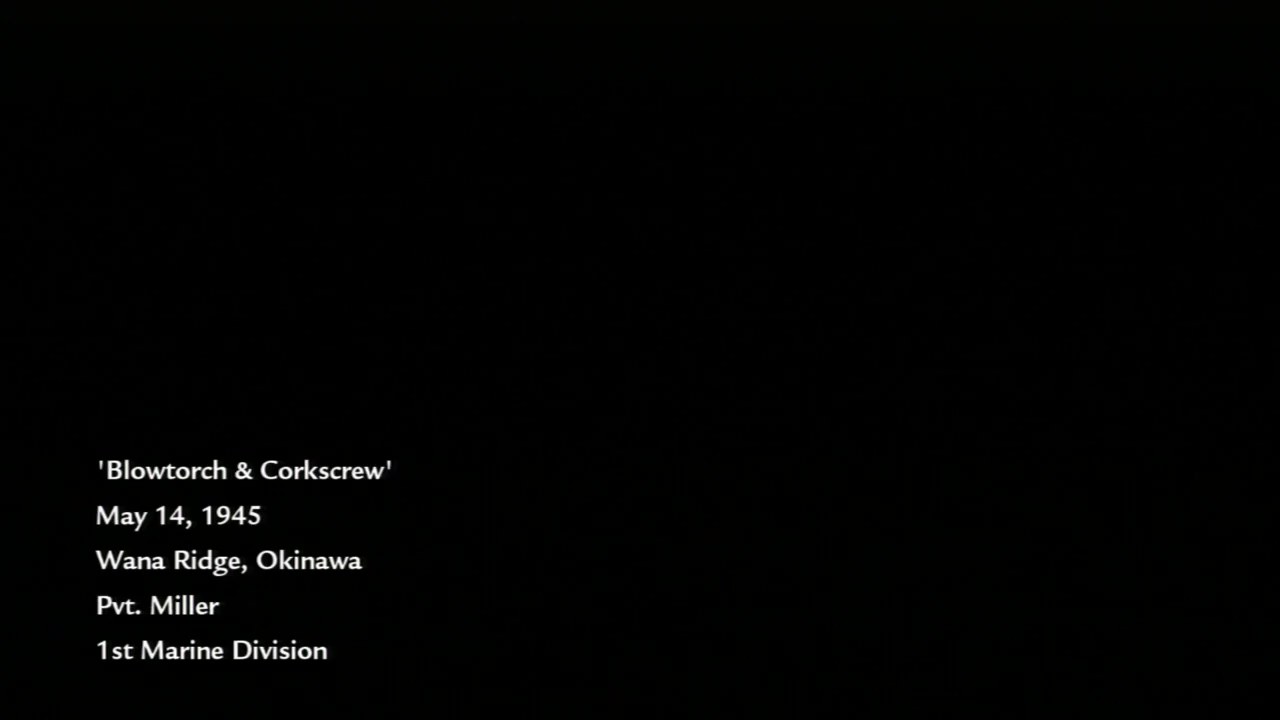 'Blowtorch & Corkscrew'
May 14, 1945
Wana Ridge, Okinawa
Pvt. Miller
1st Marine Division